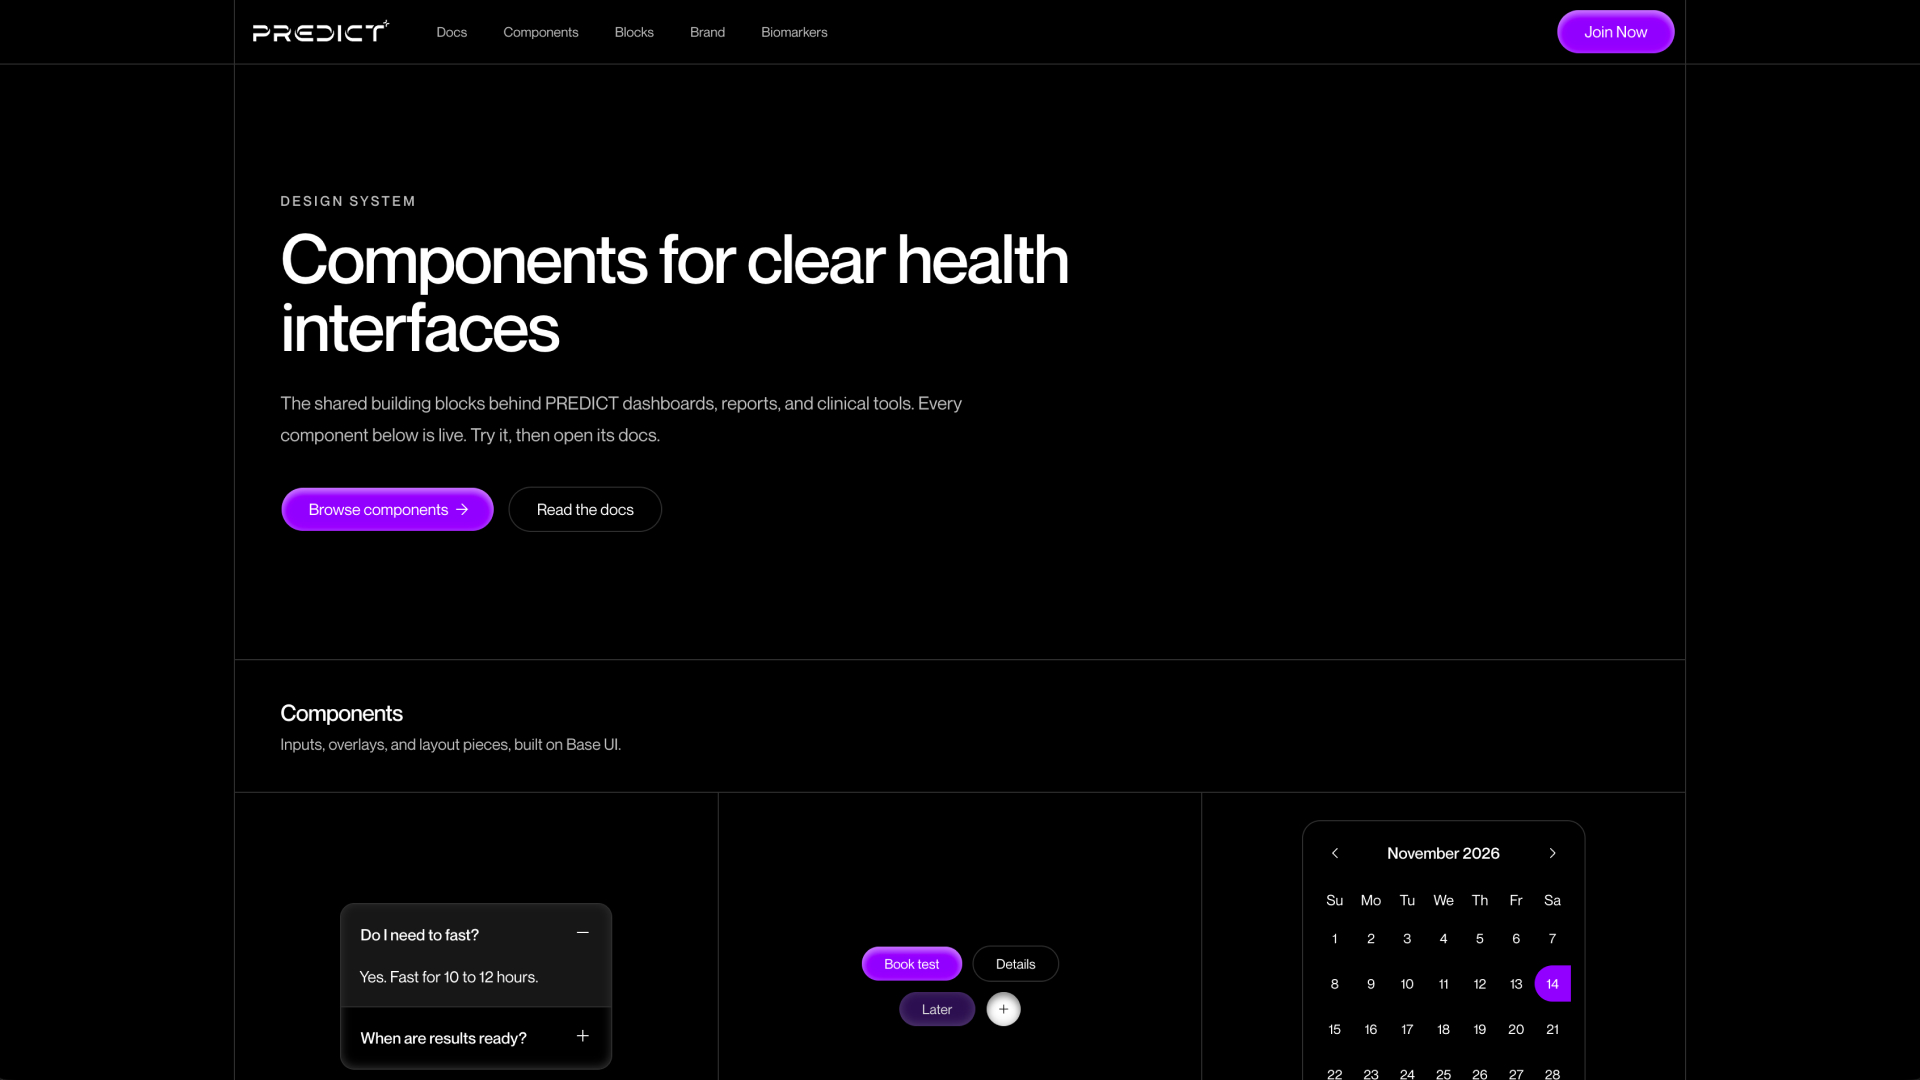 PREDICT
Docs
Components
Blocks
Brand
Biomarkers
Join Now
DESIGN SYSTEM
Components for clear health
interfaces
The shared building blocks behind PREDICT dashboards, reports, and clinical tools. Every
component below is live. Try it, then open its docs.
Browse components →
Read the docs
Components
Inputs, overlays, and layout pieces, built on Base UI.
Do I need to fast?
Yes. Fast for 10 to 12 hours.
When are results ready?
Book test
Details
Later
November 2026
Su Mo Tu We Th Fr Sa
1 2 3 4 5 6 7
8 9 10 11 12 13 14
15 16 17 18 19 20 21
22 23 24 25 26 27 28